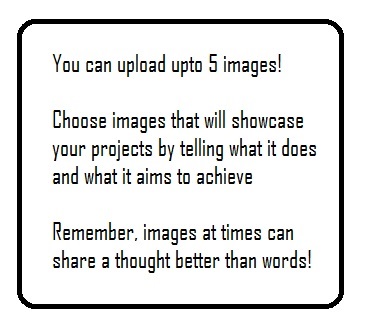 You can upload upto 5 images!
Choose images that will showcase
your projects by telling what it does
and what it aims to achieve
Remember, images at times can
share a thought better than words!